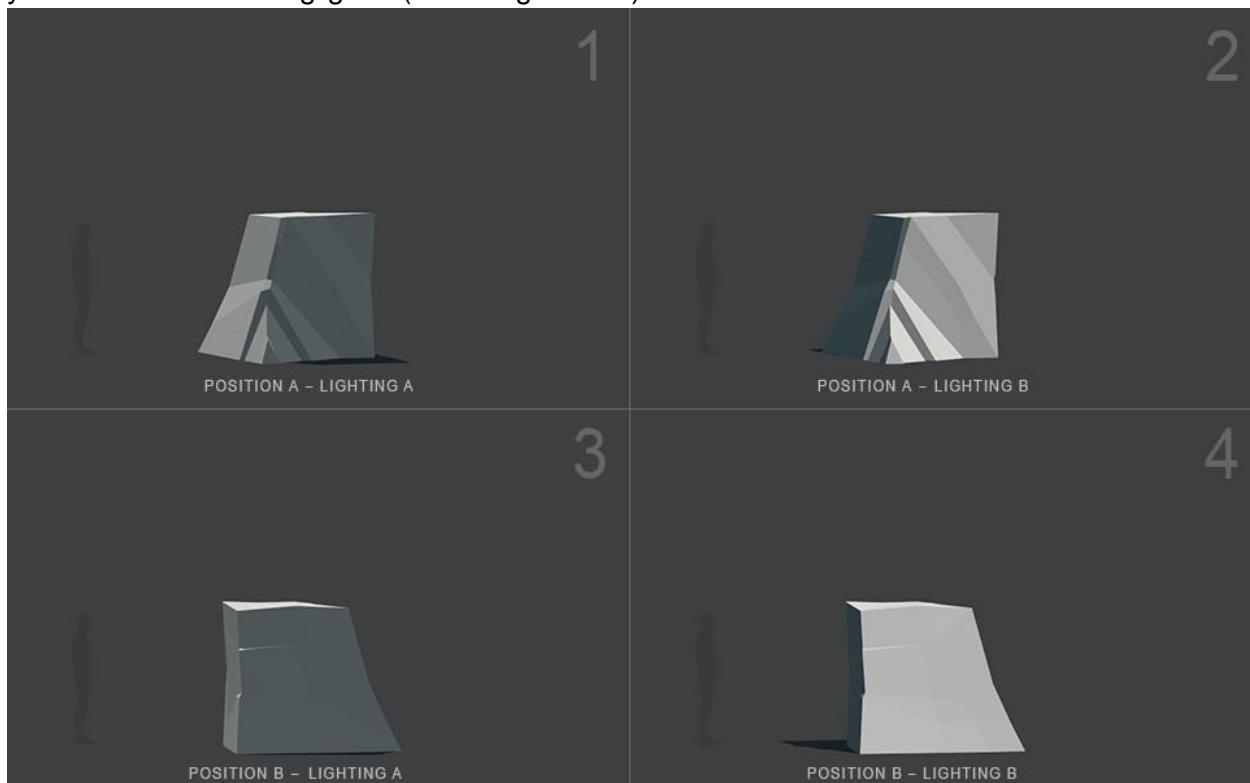 1
2
POSITION A – LIGHTING A
POSITION A – LIGHTING B
3
4
POSITION B – LIGHTING A
POSITION B – LIGHTING B